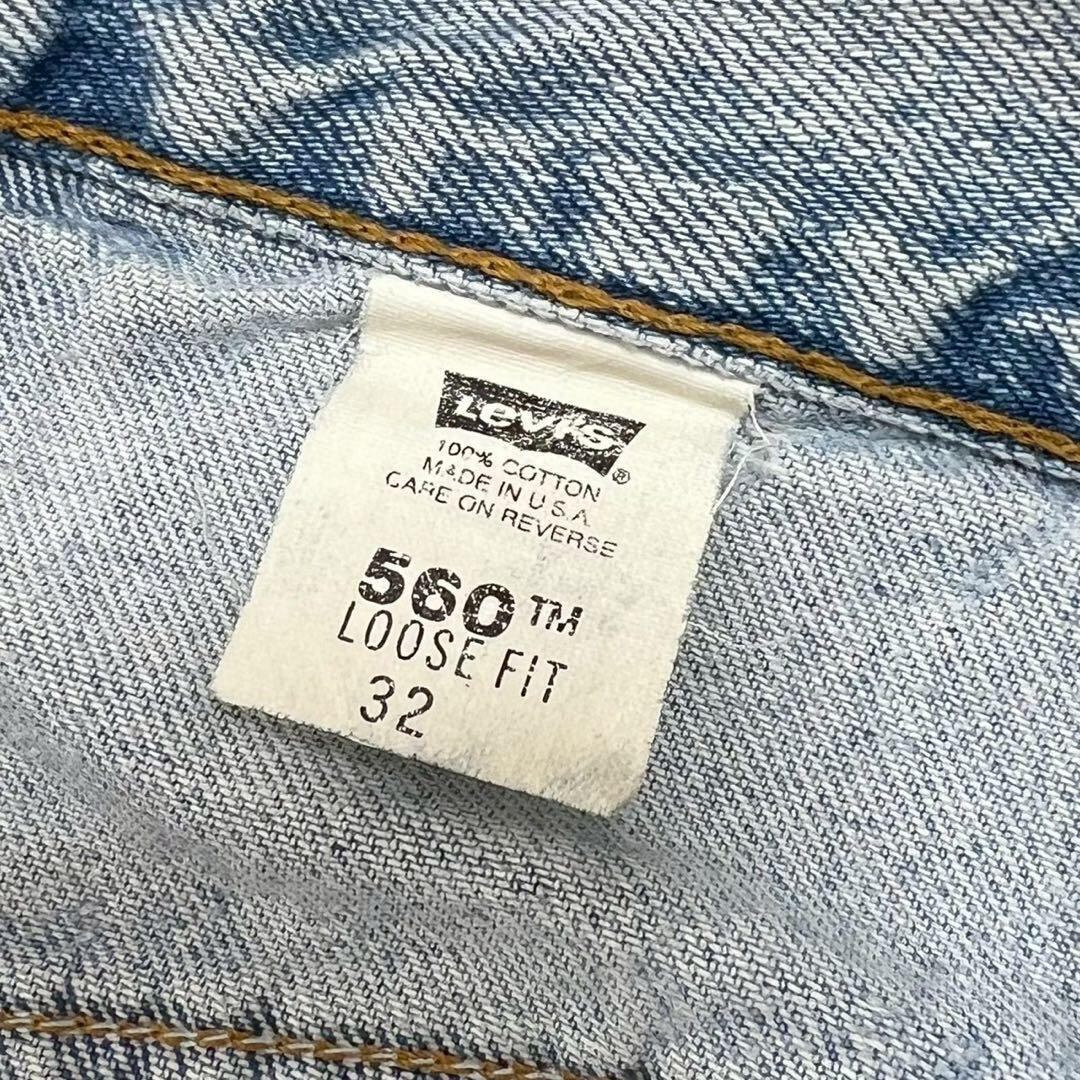 Levi's ®
100% COTTON
MADE IN U.S.A.
CARE ON REVERSE
560™
LOOSE FIT
32